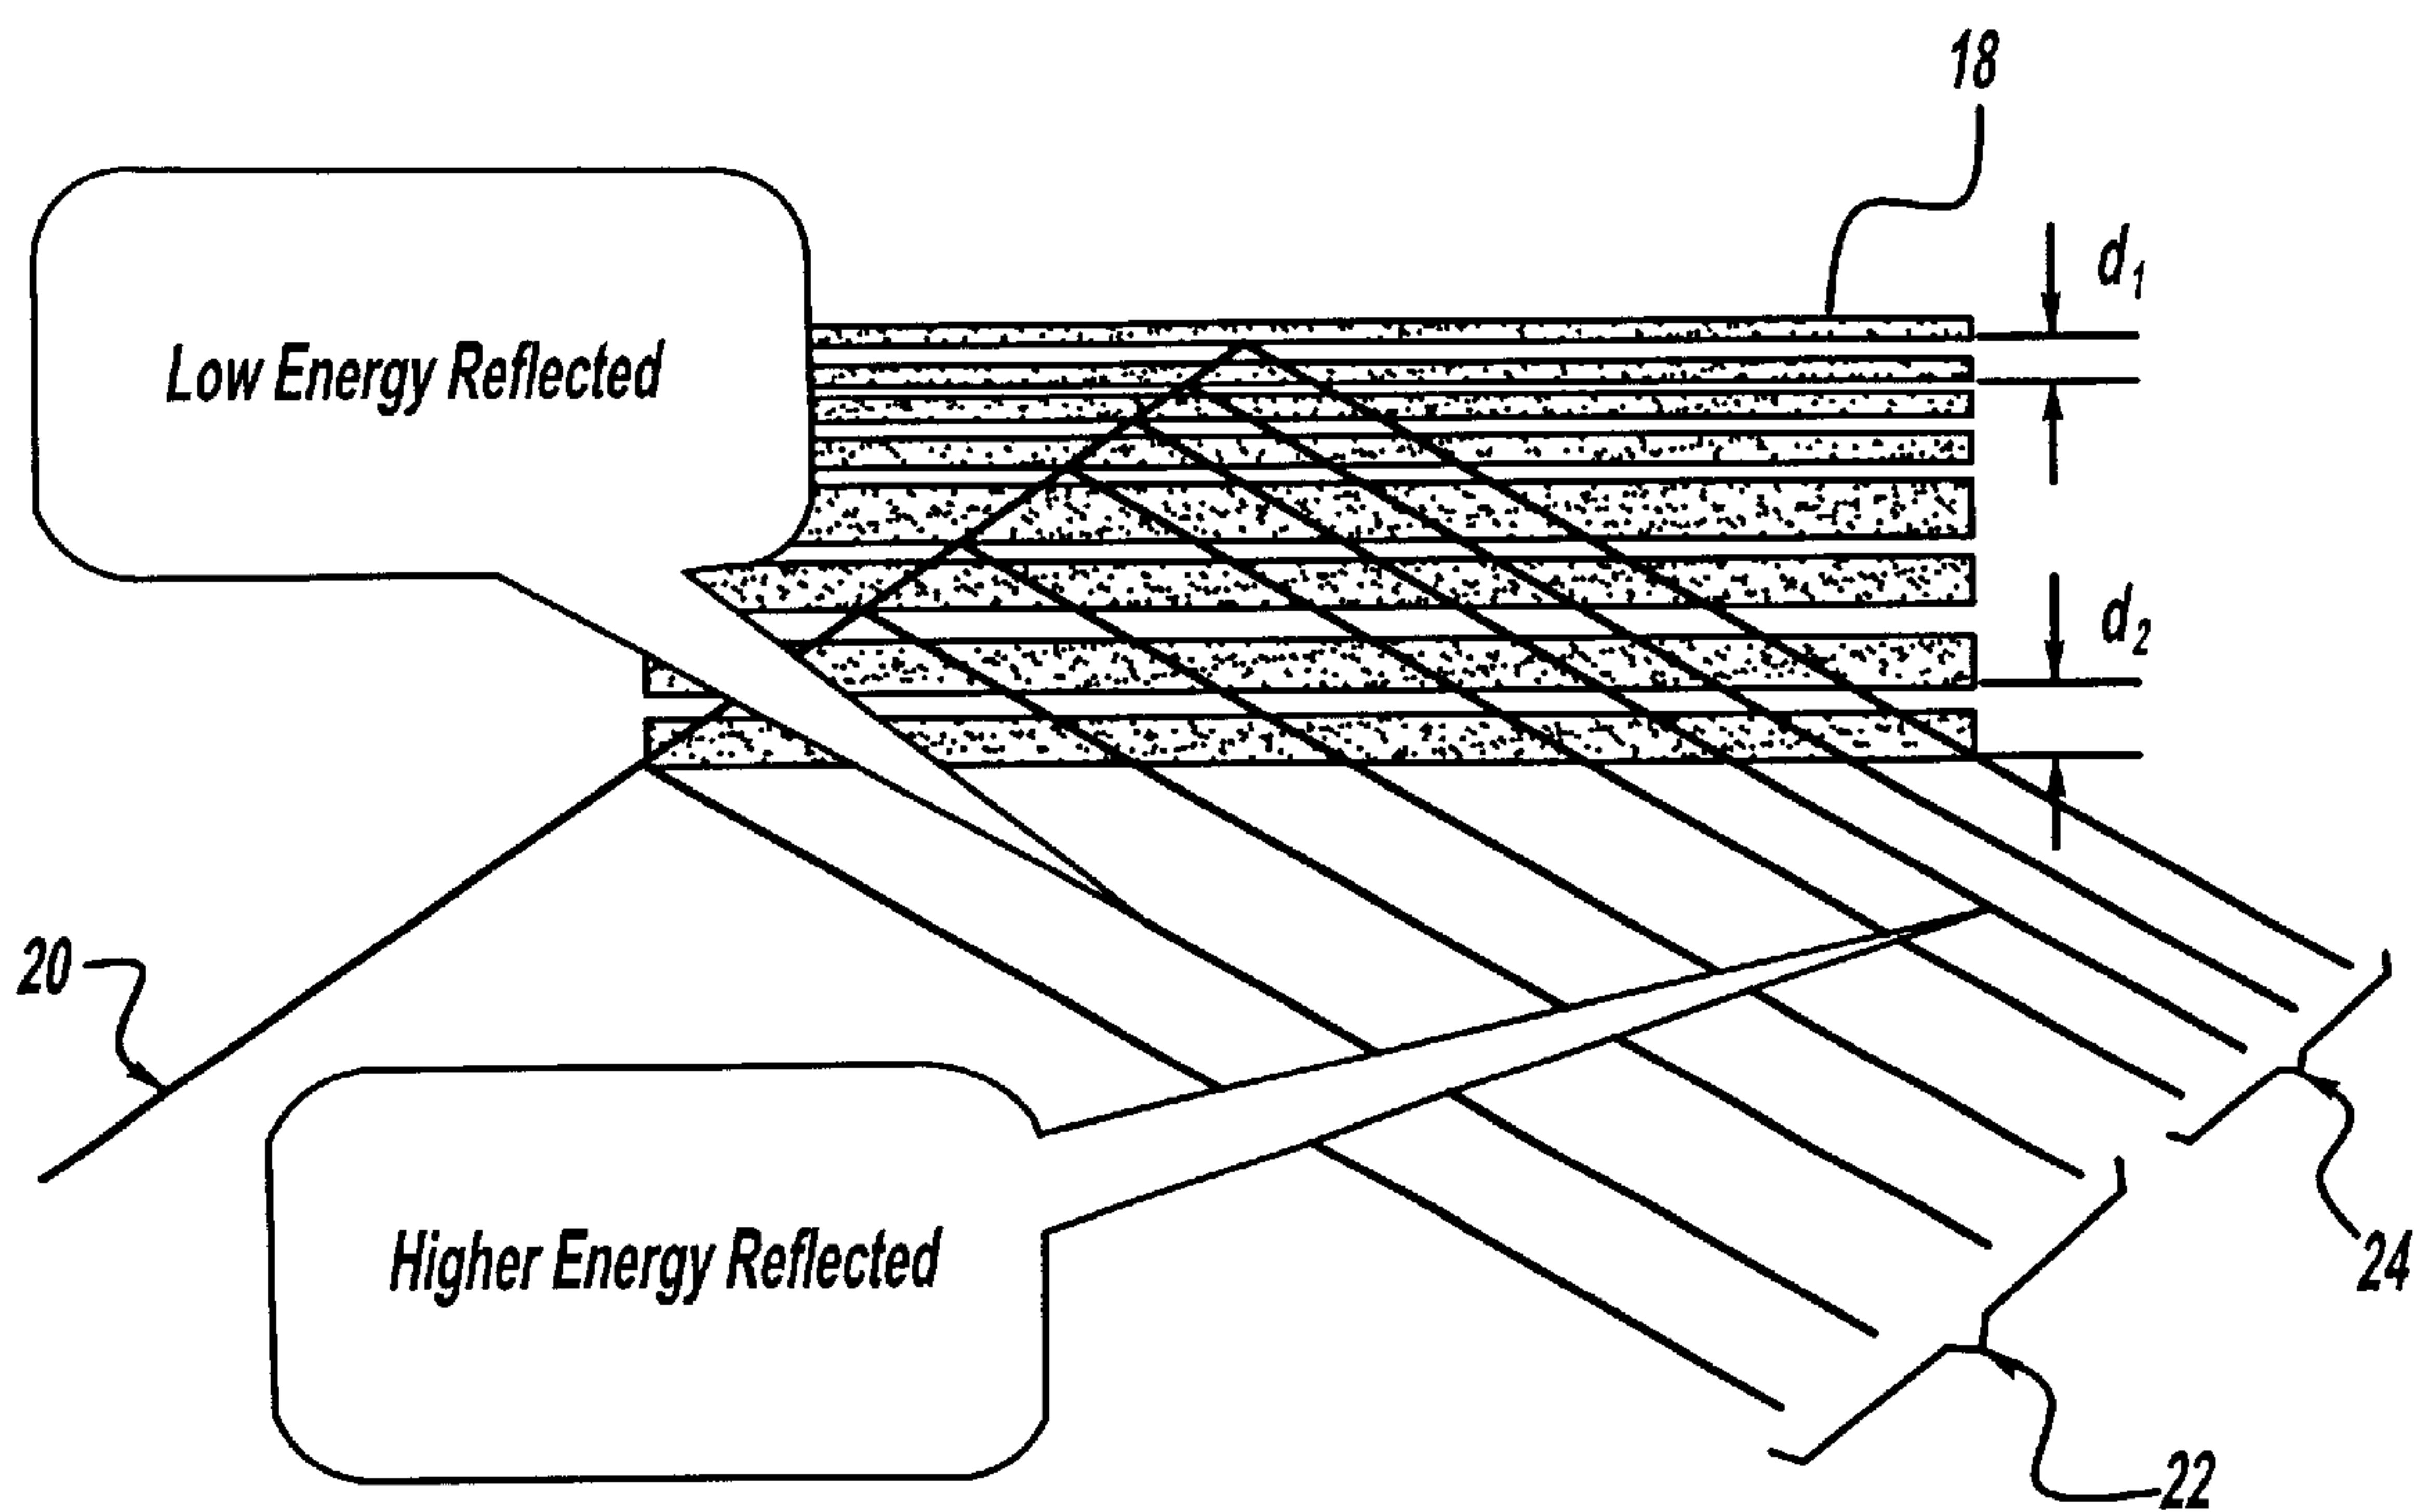 18
d1
Low Energy Reflected
d2
20
Higher Energy Reflected
24
22